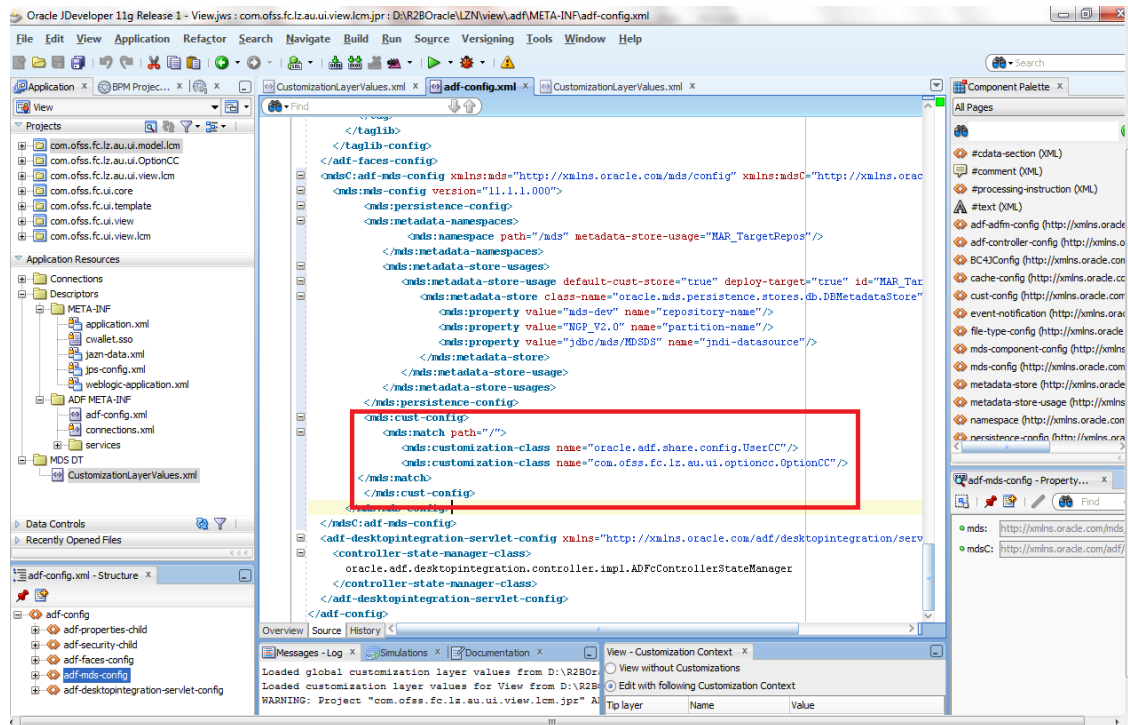 Oracle JDeveloper 11g Release 1 - View.jws : com.ofss.fc.lz.au.ui.view.lcm.jpr : D:\R2BOracle\LZN\view\.adf\META-INF\adf-config.xml
File Edit View Application Refactor Search Navigate Build Run Source Versioning Tools Window Help
Search
Application
BPM Projec...
View
Projects
com.ofss.fc.lz.au.ui.model.lcm
com.ofss.fc.lz.au.ui.OptionCC
com.ofss.fc.lz.au.ui.view.lcm
com.ofss.fc.ui.core
com.ofss.fc.ui.template
com.ofss.fc.ui.view
com.ofss.fc.ui.view.lcm
Application Resources
Connections
Descriptors
META-INF
application.xml
cwallet.sso
jazn-data.xml
jps-config.xml
weblogic-application.xml
ADF META-INF
adf-config.xml
connections.xml
services
MDS DT
CustomizationLayerValues.xml
Data Controls
Recently Opened Files
adf-config.xml - Structure
adf-config
adf-properties-child
adf-security-child
adf-faces-config
adf-mds-config
adf-desktopintegration-servlet-config
CustomizationLayerValues.xml
adf-config.xml
CustomizationLayerValues.xml
Find
</taglib>
</taglib-config>
</adf-faces-config>
<mdsC:adf-mds-config xmlns:mds="http://xmlns.oracle.com/mds/config" xmlns:mdsC="http://xmlns.orac
<mds:mds-config version="11.1.1.000">
<mds:persistence-config>
<mds:metadata-namespaces>
<mds:namespace path="/mds" metadata-store-usage="MAR_TargetRepos"/>
</mds:metadata-namespaces>
<mds:metadata-store-usages>
<mds:metadata-store-usage default-cust-store="true" deploy-target="true" id="MAR_Tar
<mds:metadata-store class-name="oracle.mds.persistence.stores.db.DBMetadataStore"
<mds:property value="mds-dev" name="repository-name"/>
<mds:property value="NGP_V2.0" name="partition-name"/>
<mds:property value="jdbc/mds/MDSDS" name="jndi-datasource"/>
</mds:metadata-store>
</mds:metadata-store-usage>
</mds:metadata-store-usages>
</mds:persistence-config>
<mds:cust-config>
<mds:match path="/">
<mds:customization-class name="oracle.adf.share.config.UserCC"/>
<mds:customization-class name="com.ofss.fc.lz.au.ui.optioncc.OptionCC"/>
</mds:match>
</mds:cust-config>
</mds:mds-config>
</mdsC:adf-mds-config>
<adf-desktopintegration-servlet-config xmlns="http://xmlns.oracle.com/adf/desktopintegration/serv
<controller-state-manager-class>
oracle.adf.desktopintegration.controller.impl.ADFcControllerStateManager
</controller-state-manager-class>
</adf-desktopintegration-servlet-config>
</adf-config>
Overview Source History
Messages - Log
Simulations
Documentation
Loaded global customization layer values from D:\R2BOr
Loaded customization layer values for View from D:\R2B
WARNING: Project "com.ofss.fc.lz.au.ui.view.lcm.jpr" A
View - Customization Context
View without Customizations
Edit with following Customization Context
Tip layer Name Value
Component Palette
All Pages
#cdata-section (XML)
#comment (XML)
#processing-instruction (XML)
#text (XML)
adf-adfm-config (http://xmlns.oracle
adf-controller-config (http://xmlns.o
BC4JConfig (http://xmlns.oracle.con
cache-config (http://xmlns.oracle.cc
cust-config (http://xmlns.oracle.com
event-notification (http://xmlns.orac
file-type-config (http://xmlns.oracle
mds-component-config (http://xmlns
mds-config (http://xmlns.oracle.com
metadata-store (http://xmlns.oracle
metadata-store-usage (http://xmlns
namespace (http://xmlns.oracle.com
persistence-config (http://xmlns.ora
adf-mds-config - Property...
Find
mds: http://xmlns.oracle.com/mds,
mdsC: http://xmlns.oracle.com/adf/